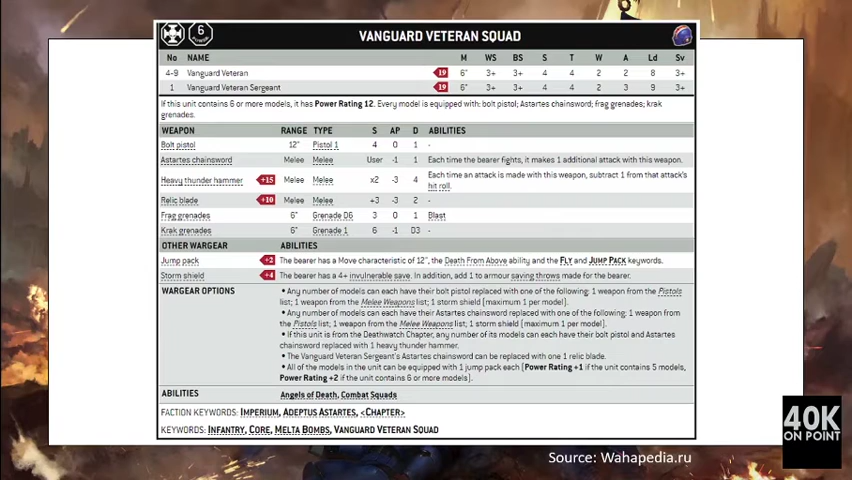 6
POWER
VANGUARD VETERAN SQUAD
No NAME M WS BS S T W A Ld Sv
4-9 Vanguard Veteran 19 6" 3+ 3+ 4 4 2 2 8 3+
1 Vanguard Veteran Sergeant 19 6" 3+ 3+ 4 4 2 3 9 3+
If this unit contains 6 or more models, it has Power Rating 12. Every model is equipped with: bolt pistol; Astartes chainsword; frag grenades; krak
grenades.
WEAPON RANGE TYPE S AP D ABILITIES
Bolt pistol 12" Pistol 1 4 0 1 -
Astartes chainsword Melee Melee User -1 1 Each time the bearer fights, it makes 1 additional attack with this weapon.
Heavy thunder hammer +15 Melee Melee x2 -3 4 Each time an attack is made with this weapon, subtract 1 from that attack's
hit roll.
Relic blade +10 Melee Melee +3 -3 2 -
Frag grenades 6" Grenade D6 3 0 1 Blast
Krak grenades 6" Grenade 1 6 -1 D3 -
OTHER WARGEAR ABILITIES
Jump pack +2 The bearer has a Move characteristic of 12", the Death From Above ability and the FLY and JUMP PACK keywords.
Storm shield +4 The bearer has a 4+ invulnerable save. In addition, add 1 to armour saving throws made for the bearer.
WARGEAR OPTIONS
• Any number of models can each have their bolt pistol replaced with one of the following: 1 weapon from the Pistols
list; 1 weapon from the Melee Weapons list; 1 storm shield (maximum 1 per model).
• Any number of models can each have their Astartes chainsword replaced with one of the following: 1 weapon from
the Pistols list; 1 weapon from the Melee Weapons list; 1 storm shield (maximum 1 per model).
• If this unit is from the Deathwatch Chapter, any number of its models can each have their bolt pistol and Astartes
chainsword replaced with 1 heavy thunder hammer.
• The Vanguard Veteran Sergeant's Astartes chainsword can be replaced with one 1 relic blade.
• All of the models in the unit can be equipped with 1 jump pack each (Power Rating +1 if the unit contains 5 models,
Power Rating +2 if the unit contains 6 or more models).
ABILITIES Angels of Death, Combat Squads
FACTION KEYWORDS: IMPERIUM, ADEPTUS ASTARTES, <CHAPTER>
KEYWORDS: INFANTRY, CORE, MELTA BOMBS, VANGUARD VETERAN SQUAD
Source: Wahapedia.ru
40K
ON POINT